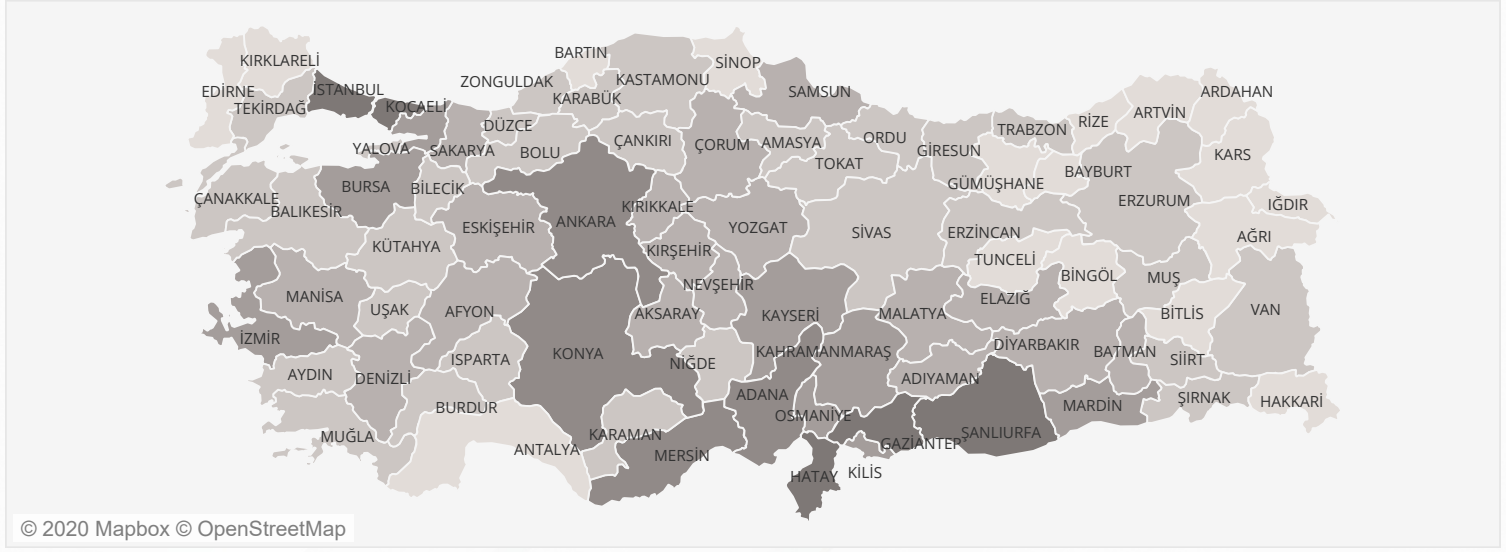 BARTIN
KIRKLARELİ
SİNOP
KASTAMONU
ZONGULDAK
EDİRNE
İSTANBUL
SAMSUN
ARDAHAN
KARABÜK
TEKİRDAĞ
KOCAELİ
ARTVİN
RİZE
DÜZCE
TRABZON
ORDU
ÇANKIRI
AMASYA
ÇORUM
YALOVA
SAKARYA
BOLU
GİRESUN
KARS
TOKAT
BAYBURT
GÜMÜŞHANE
BURSA
BİLECİK
ÇANAKKALE
ERZURUM
IĞDIR
KIRIKKALE
BALIKESİR
ANKARA
ESKİŞEHİR
YOZGAT
SİVAS
ERZİNCAN
AĞRI
KÜTAHYA
KIRŞEHİR
TUNCELİ
BİNGÖL
MUŞ
NEVŞEHİR
MANİSA
ELAZIĞ
UŞAK
AFYON
AKSARAY
KAYSERİ
MALATYA
BİTLİS
VAN
İZMİR
DİYARBAKIR
KONYA
KAHRAMANMARAŞ
BATMAN
ISPARTA
SİİRT
NİĞDE
AYDIN
DENİZLİ
ADIYAMAN
ADANA
ŞIRNAK
HAKKARİ
BURDUR
MARDİN
OSMANİYE
ŞANLIURFA
MUĞLA
KARAMAN
GAZİANTEP
ANTALYA
MERSİN
HATAY
KİLİS
© 2020 Mapbox © OpenStreetMap